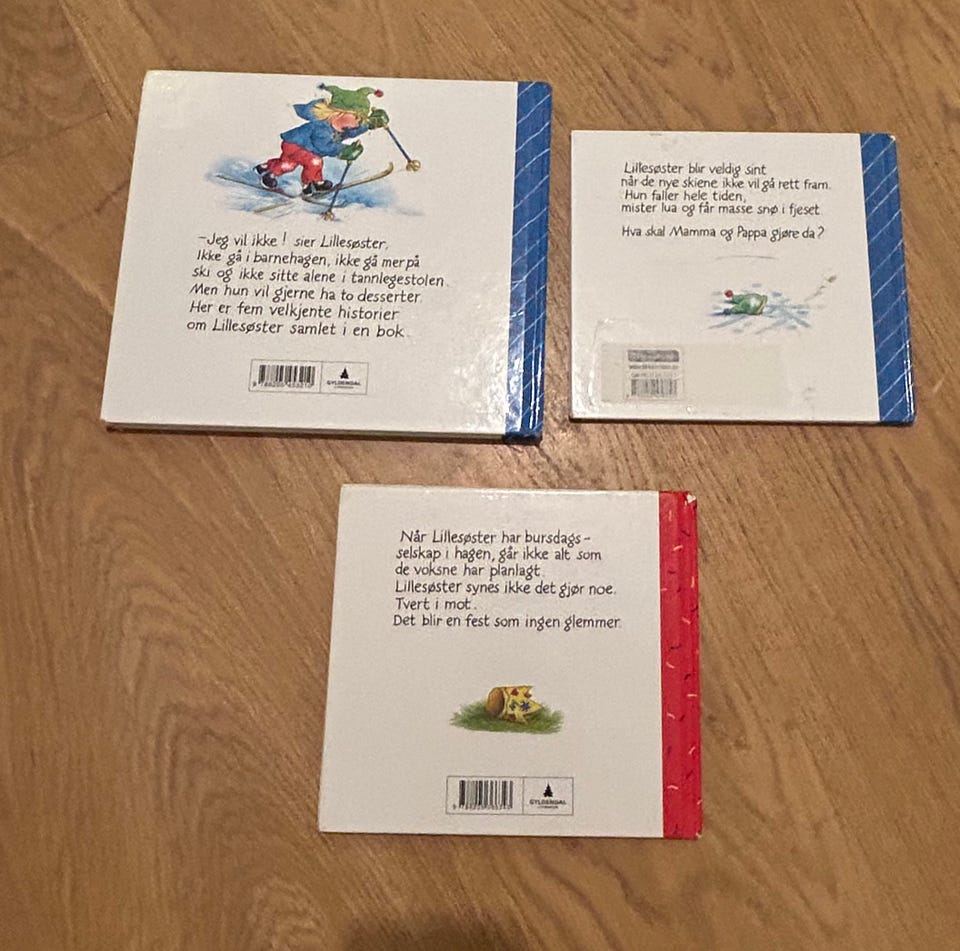 -Jeg vil ikke! sier Lillesøster.
Ikke gå i barnehagen, ikke gå mer på
ski og ikke sitte alene i tannlegestolen.
Men hun vil gjerne ha to desserter.
Her er fem velkjente historier
om Lillesøster samlet i en bok.
GYLDENDAL
Lillesøster blir veldig sint
når de nye skiene ikke vil gå rett fram.
Hun faller hele tiden,
mister lua og får masse snø i fjeset.
Hva skal Mamma og Pappa gjøre da?
Når Lillesøster har bursdags-
selskap i hagen, går ikke alt som
de voksne har planlagt.
Lillesøster synes ikke det gjør noe.
Tvert i mot.
Det blir en fest som ingen glemmer.
GYLDENDAL